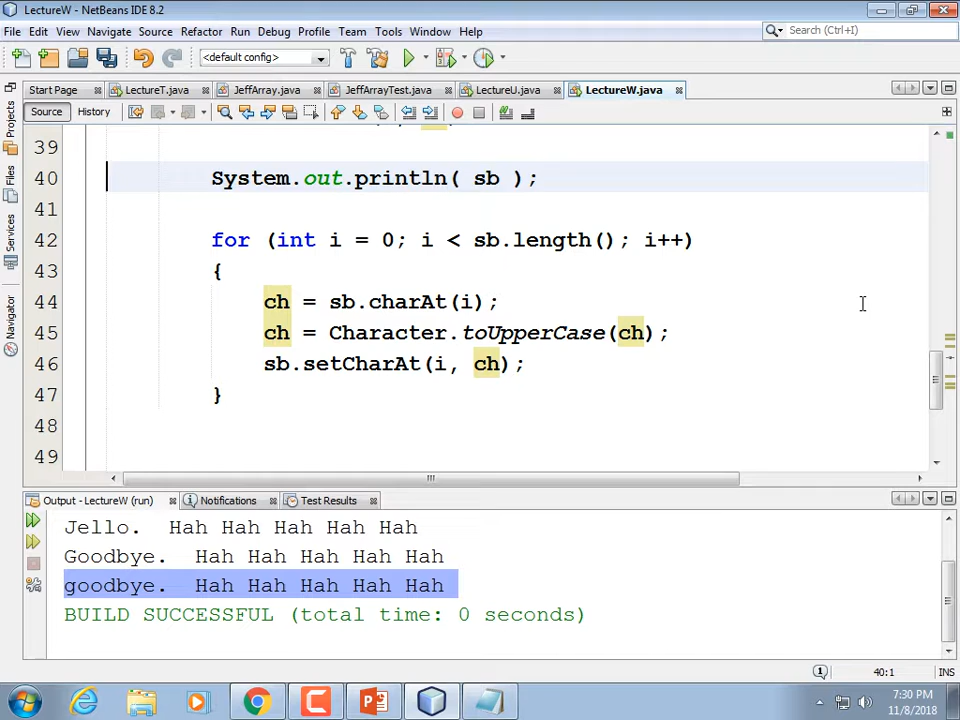 LectureW - NetBeans IDE 8.2
File Edit View Navigate Source Refactor Run Debug Profile Team Tools Window Help
Search (Ctrl+I)
<default config>
Start Page LectureT.java JeffArray.java JeffArrayTest.java LectureU.java LectureW.java
Source History
Projects
Files
Services
Navigator
39
40 System.out.println( sb );
41
42 for (int i = 0; i < sb.length(); i++)
43 {
44 ch = sb.charAt(i);
45 ch = Character.toUpperCase(ch);
46 sb.setCharAt(i, ch);
47 }
48
49
Output - LectureW (run) Notifications Test Results
Jello.  Hah Hah Hah Hah Hah
Goodbye.  Hah Hah Hah Hah Hah
goodbye.  Hah Hah Hah Hah Hah
BUILD SUCCESSFUL (total time: 0 seconds)
40:1 INS
7:30 PM
11/8/2018